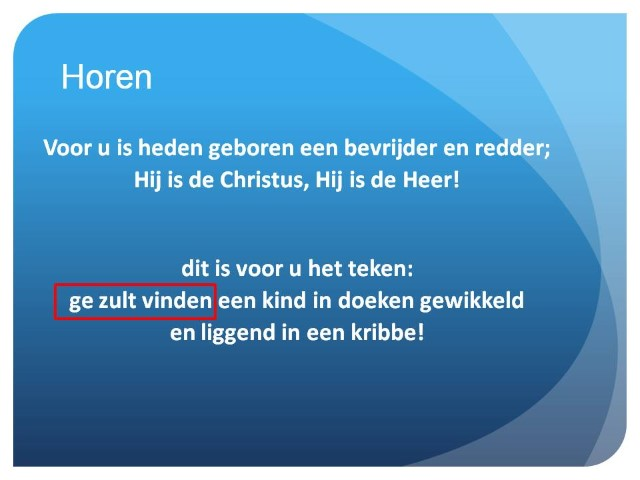 Horen
Voor u is heden geboren een bevrijder en redder;
Hij is de Christus, Hij is de Heer!
dit is voor u het teken:
ge zult vinden een kind in doeken gewikkeld
en liggend in een kribbe!